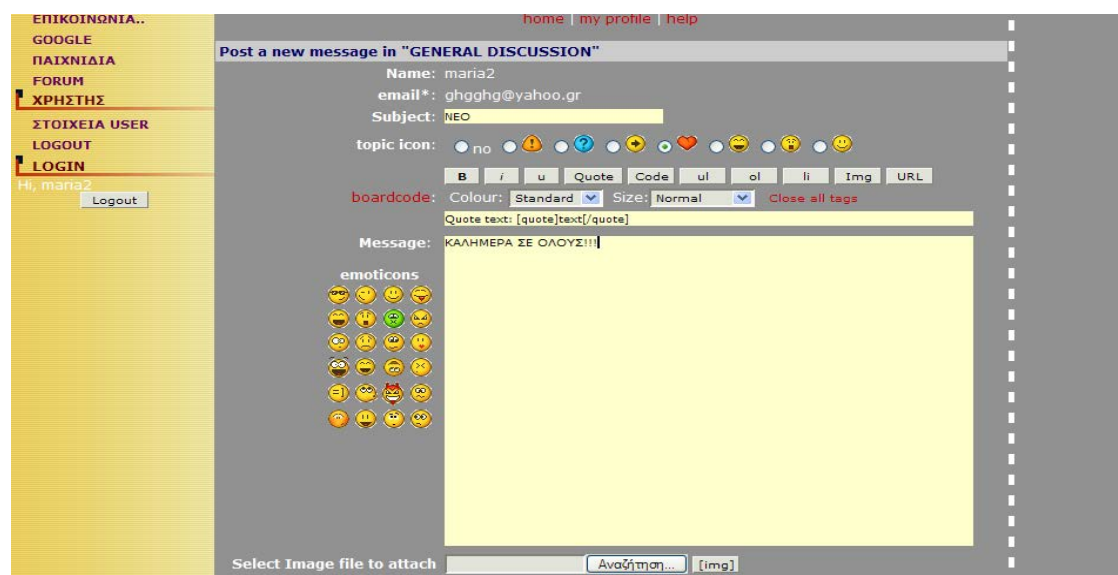 ΕΠΙΚΟΙΝΩΝΙΑ..
GOOGLE
ΠΑΙΧΝΙΔΙΑ
FORUM
ΧΡΗΣΤΗΣ
ΣΤΟΙΧΕΙΑ USER
LOGOUT
LOGIN
Hi, maria2
Logout
home | my profile | help
Post a new message in "GENERAL DISCUSSION"
Name: maria2
email*: ghgghg@yahoo.gr
Subject: ΝΕΟ
topic icon: no
B i u Quote Code ul ol li Img URL
boardcode: Colour: Standard Size: Normal Close all tags
Quote text: [quote]text[/quote]
Message: ΚΑΛΗΜΕΡΑ ΣΕ ΟΛΟΥΣ!!!
emoticons
Select Image file to attach Αναζήτηση... [img]